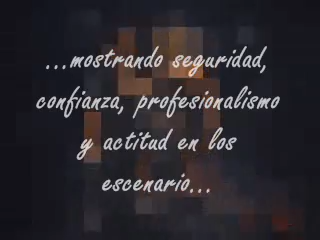 ...mostrando seguridad,
confianza, profesionalismo
y actitud en los
escenario...